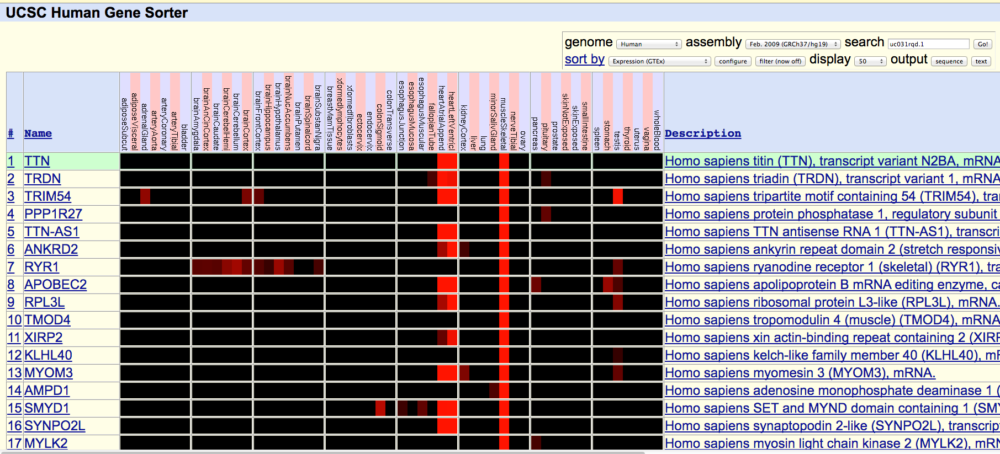 UCSC Human Gene Sorter
genome Human assembly Feb. 2009 (GRCh37/hg19) search uc031rqd.1 Go!
sort by Expression (GTEx) configure filter (now off) display 50 output sequence text
# Name adiposeSubcut adiposeVisceral adrenalGland arteryAorta arteryCoronary arteryTibial bladder brainAmygdala brainAnCinCortex brainCaudate brainCerebelHemi brainCerebellum brainCortex brainFrontCortex brainHippocampus brainHypothalamus brainNucAccumbens brainPutamen brainSpinalcord brainSubstanNigra breastMamTissue xformedlymphocytes xformedfibroblasts ectocervix endocervix colonSigmoid colonTransverse esophagusJunction esophagusMucosa esophagusMuscular fallopianTube heartAtrialAppend heartLeftVentricl kidneyCortex liver lung minorSalivGland muscleSkeletal nerveTibial ovary pancreas pituitary prostate skinNotExposed skinExposed smallIntestine spleen stomach testis thyroid uterus vagina wholeBlood Description
1 TTN Homo sapiens titin (TTN), transcript variant N2BA, mRNA
2 TRDN Homo sapiens triadin (TRDN), transcript variant 1, mRNA
3 TRIM54 Homo sapiens tripartite motif containing 54 (TRIM54), tra
4 PPP1R27 Homo sapiens protein phosphatase 1, regulatory subunit
5 TTN-AS1 Homo sapiens TTN antisense RNA 1 (TTN-AS1), transcri
6 ANKRD2 Homo sapiens ankyrin repeat domain 2 (stretch responsiv
7 RYR1 Homo sapiens ryanodine receptor 1 (skeletal) (RYR1), tra
8 APOBEC2 Homo sapiens apolipoprotein B mRNA editing enzyme, ca
9 RPL3L Homo sapiens ribosomal protein L3-like (RPL3L), mRNA.
10 TMOD4 Homo sapiens tropomodulin 4 (muscle) (TMOD4), mRNA
11 XIRP2 Homo sapiens xin actin-binding repeat containing 2 (XIRP
12 KLHL40 Homo sapiens kelch-like family member 40 (KLHL40), mR
13 MYOM3 Homo sapiens myomesin 3 (MYOM3), mRNA.
14 AMPD1 Homo sapiens adenosine monophosphate deaminase 1 (
15 SMYD1 Homo sapiens SET and MYND domain containing 1 (SMY
16 SYNPO2L Homo sapiens synaptopodin 2-like (SYNPO2L), transcrip
17 MYLK2 Homo sapiens myosin light chain kinase 2 (MYLK2), mRN